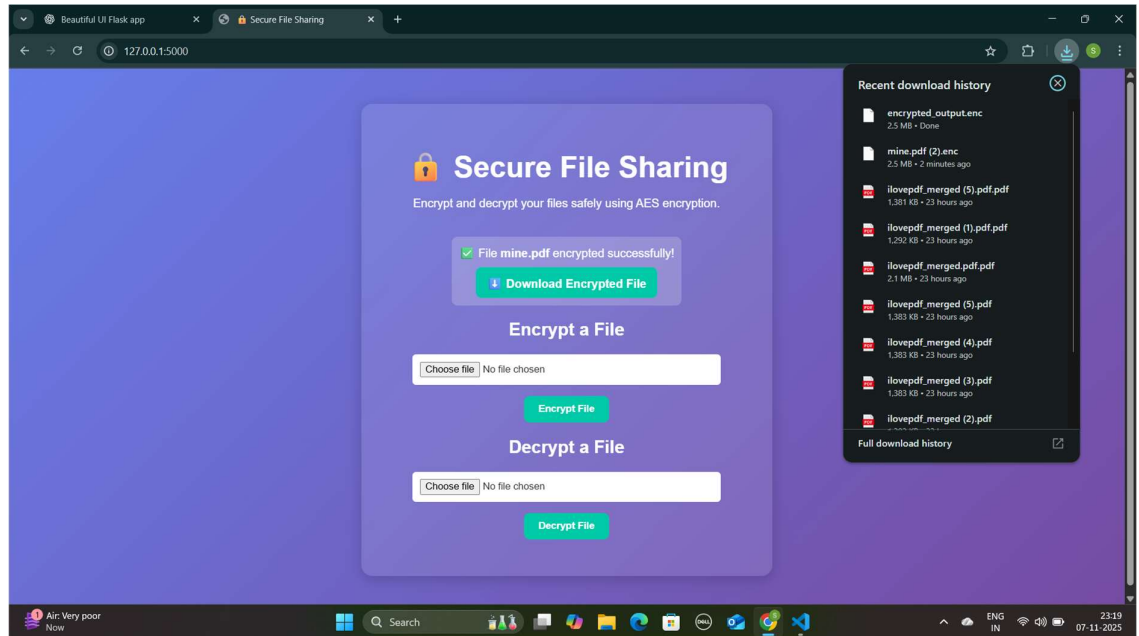 Beautiful UI Flask app
Secure File Sharing
127.0.0.1:5000
S
Recent download history
encrypted_output.enc
2.5 MB • Done
mine.pdf (2).enc
2.5 MB • 2 minutes ago
ilovepdf_merged (5).pdf.pdf
1,381 KB • 23 hours ago
ilovepdf_merged (1).pdf.pdf
1,292 KB • 23 hours ago
ilovepdf_merged.pdf.pdf
2.1 MB • 23 hours ago
ilovepdf_merged (5).pdf
1,383 KB • 23 hours ago
ilovepdf_merged (4).pdf
1,383 KB • 23 hours ago
ilovepdf_merged (3).pdf
1,383 KB • 23 hours ago
ilovepdf_merged (2).pdf
Full download history
Secure File Sharing
Encrypt and decrypt your files safely using AES encryption.
File mine.pdf encrypted successfully!
Download Encrypted File
Encrypt a File
Choose file No file chosen
Encrypt File
Decrypt a File
Choose file No file chosen
Decrypt File
1
Air: Very poor
Now
Search
DELL
ENG
IN
23:19
07-11-2025